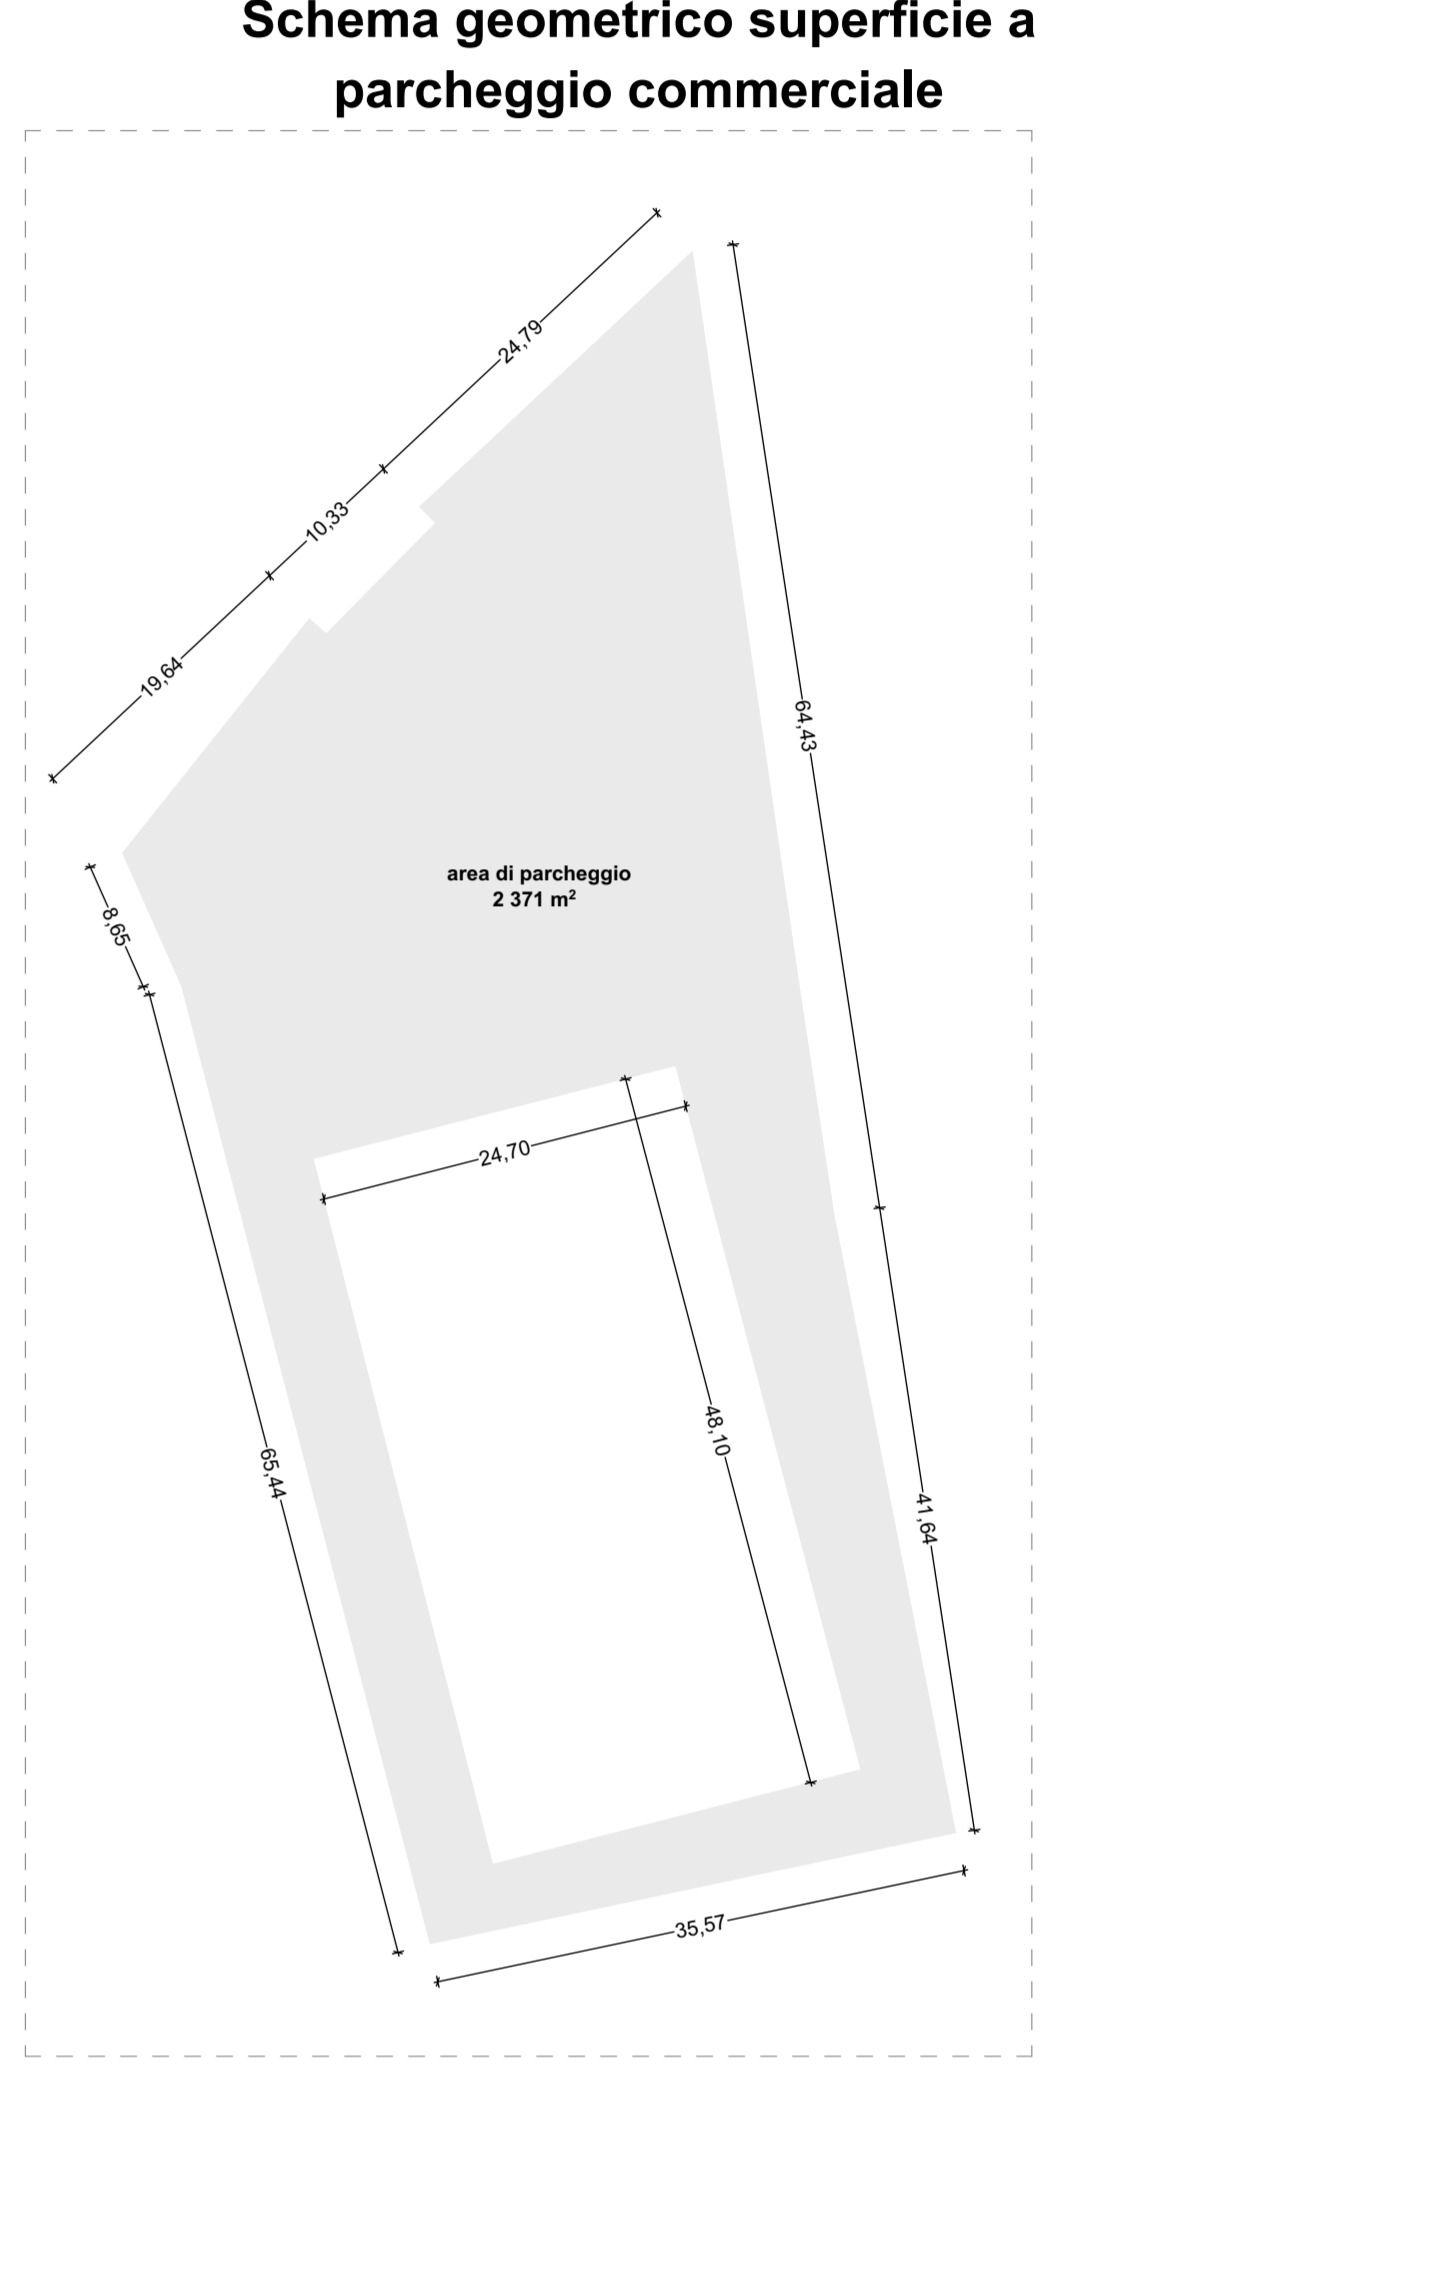 Schema geometrico superficie a
parcheggio commerciale
24,79
10,33
19,64
64,43
8,65
area di parcheggio
2 371 m²
24,70
48,10
65,44
41,64
35,57